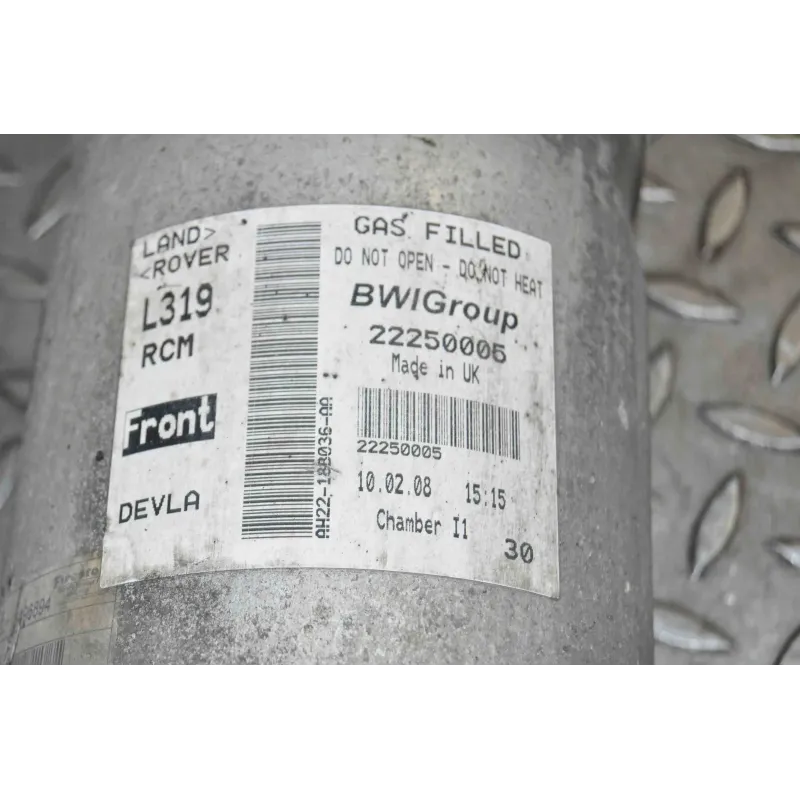 LAND>
<ROVER
L319
RCM
Front
DEVLA
AH22-18B036-AA
GAS FILLED
DO NOT OPEN - DO NOT HEAT
BWIGroup
22250005
Made in UK
22250005
10.02.08 15:15
Chamber I1
30